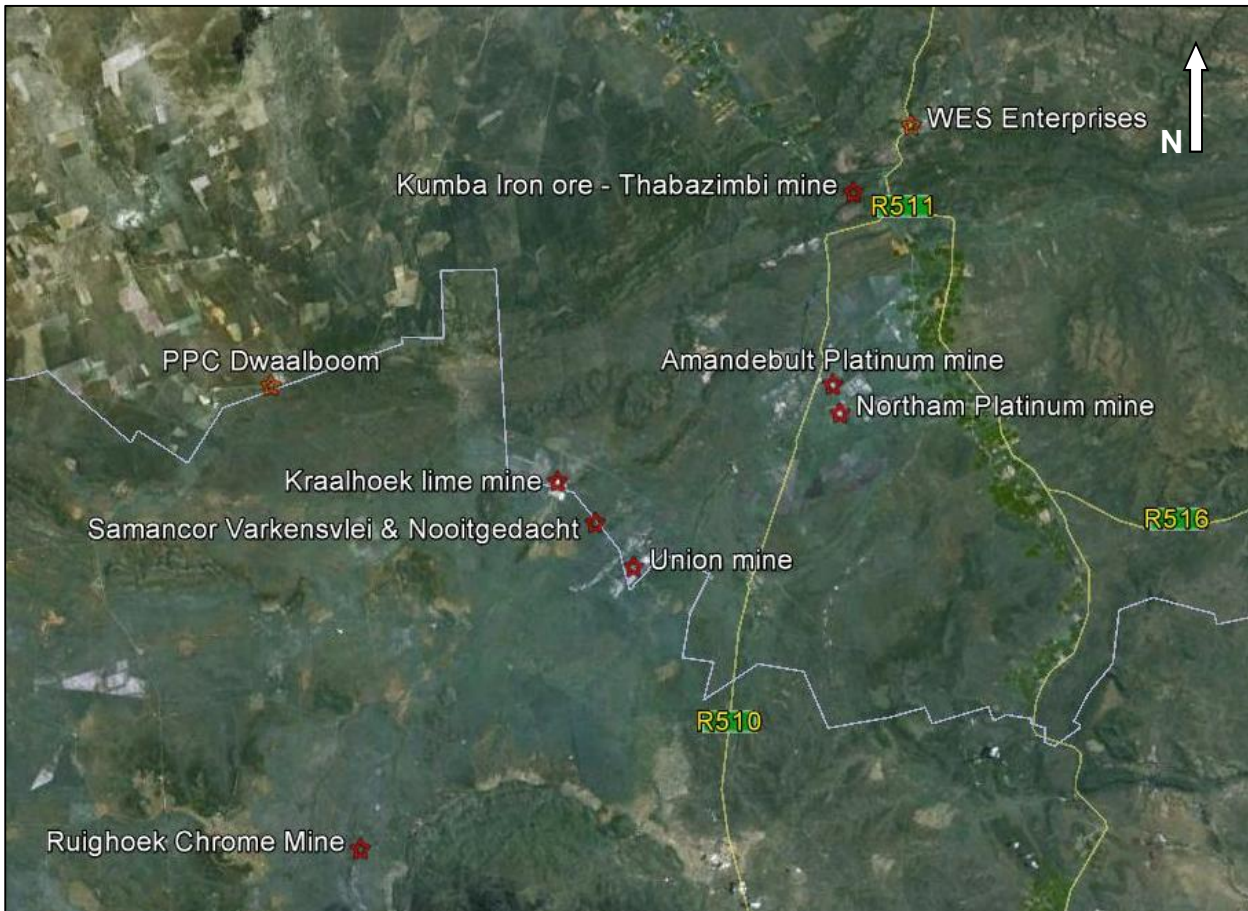 WES Enterprises
N
Kumba Iron ore - Thabazimbi mine
R511
PPC Dwaalboom
Amandebult Platinum mine
Northam Platinum mine
Kraalhoek lime mine
Samancor Varkensvlei & Nooitgedacht
R516
Union mine
R510
Ruighoek Chrome Mine